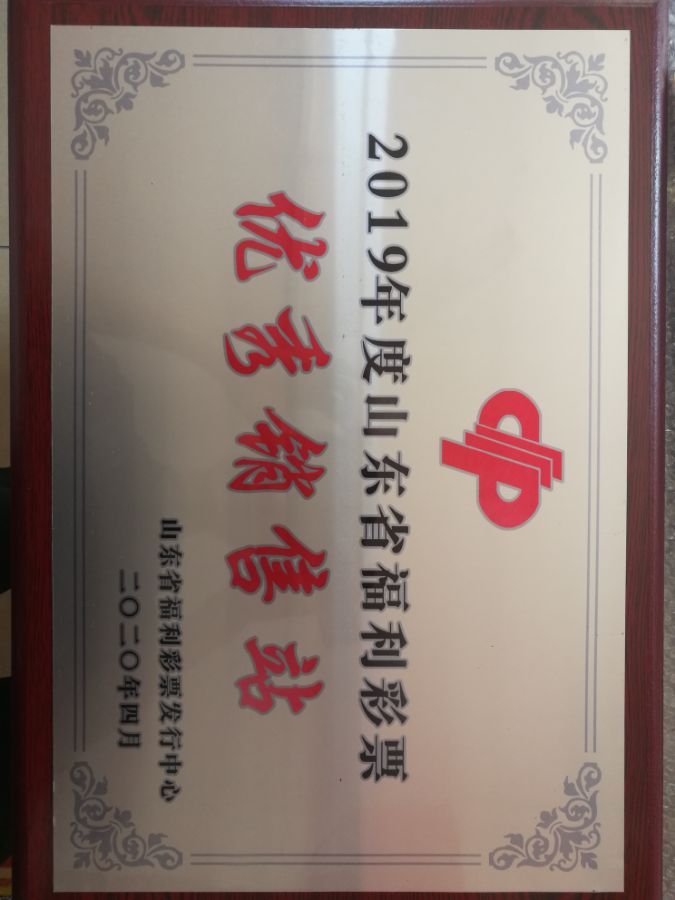 2019年度山东省福利彩票
优秀销售站
山东省福利彩票发行中心
二〇二〇年四月